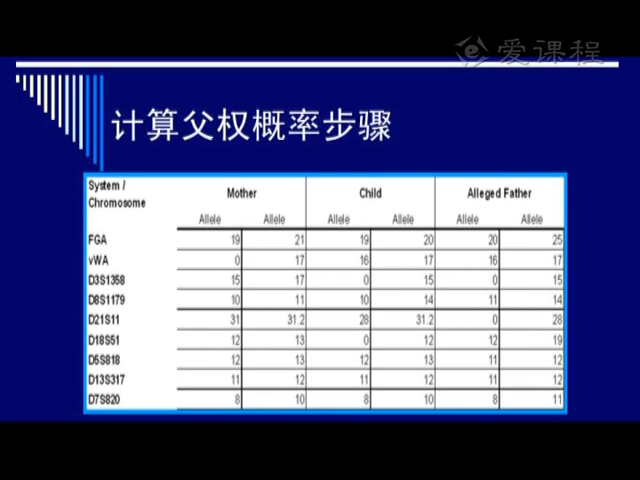 爱课程
计算父权概率步骤
System / Mother Child Alleged Father
Chromosome
Allele Allele Allele Allele Allele Allele
FGA 19 21 19 20 20 25
vWA 0 17 16 17 16 17
D3S1358 15 17 0 15 0 15
D8S1179 10 11 10 14 11 14
D21S11 31 31.2 28 31.2 0 28
D18S51 12 13 0 12 12 19
D5S818 12 13 12 13 11 12
D13S317 11 12 11 12 11 12
D7S820 8 10 8 10 8 11